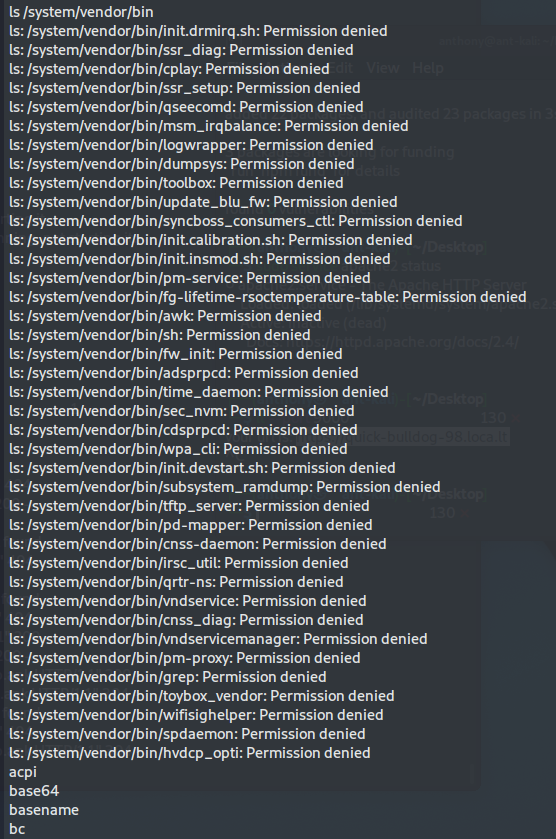 ls /system/vendor/bin
ls: /system/vendor/bin/init.drmirq.sh: Permission denied
ls: /system/vendor/bin/ssr_diag: Permission denied
ls: /system/vendor/bin/cplay: Permission denied
ls: /system/vendor/bin/ssr_setup: Permission denied
ls: /system/vendor/bin/qseecomd: Permission denied
ls: /system/vendor/bin/msm_irqbalance: Permission denied
ls: /system/vendor/bin/logwrapper: Permission denied
ls: /system/vendor/bin/dumpsys: Permission denied
ls: /system/vendor/bin/toolbox: Permission denied
ls: /system/vendor/bin/update_blu_fw: Permission denied
ls: /system/vendor/bin/syncboss_consumers_ctl: Permission denied
ls: /system/vendor/bin/init.calibration.sh: Permission denied
ls: /system/vendor/bin/init.insmod.sh: Permission denied
ls: /system/vendor/bin/pm-service: Permission denied
ls: /system/vendor/bin/fg-lifetime-rsoctemperature-table: Permission denied
ls: /system/vendor/bin/awk: Permission denied
ls: /system/vendor/bin/sh: Permission denied
ls: /system/vendor/bin/fw_init: Permission denied
ls: /system/vendor/bin/adsprpcd: Permission denied
ls: /system/vendor/bin/time_daemon: Permission denied
ls: /system/vendor/bin/sec_nvm: Permission denied
ls: /system/vendor/bin/cdsprpcd: Permission denied
ls: /system/vendor/bin/wpa_cli: Permission denied
ls: /system/vendor/bin/init.devstart.sh: Permission denied
ls: /system/vendor/bin/subsystem_ramdump: Permission denied
ls: /system/vendor/bin/tftp_server: Permission denied
ls: /system/vendor/bin/pd-mapper: Permission denied
ls: /system/vendor/bin/cnss-daemon: Permission denied
ls: /system/vendor/bin/irsc_util: Permission denied
ls: /system/vendor/bin/qrtr-ns: Permission denied
ls: /system/vendor/bin/vndservice: Permission denied
ls: /system/vendor/bin/cnss_diag: Permission denied
ls: /system/vendor/bin/vndservicemanager: Permission denied
ls: /system/vendor/bin/pm-proxy: Permission denied
ls: /system/vendor/bin/grep: Permission denied
ls: /system/vendor/bin/toybox_vendor: Permission denied
ls: /system/vendor/bin/wifisighelper: Permission denied
ls: /system/vendor/bin/spdaemon: Permission denied
ls: /system/vendor/bin/hvdcp_opti: Permission denied
acpi
base64
basename
bc